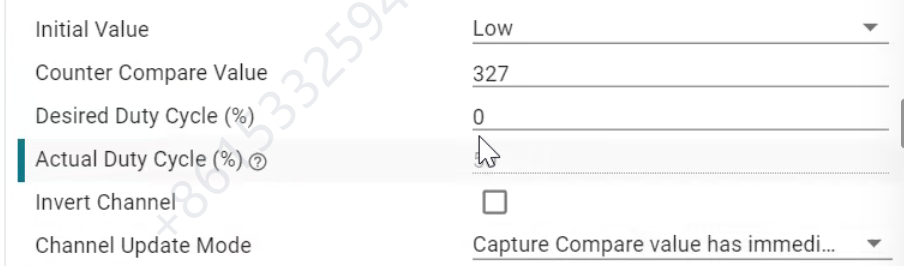 Initial Value Low
Counter Compare Value 327
Desired Duty Cycle (%) 0
Actual Duty Cycle (%)
Invert Channel
Channel Update Mode Capture Compare value has immedi...
+8615332594